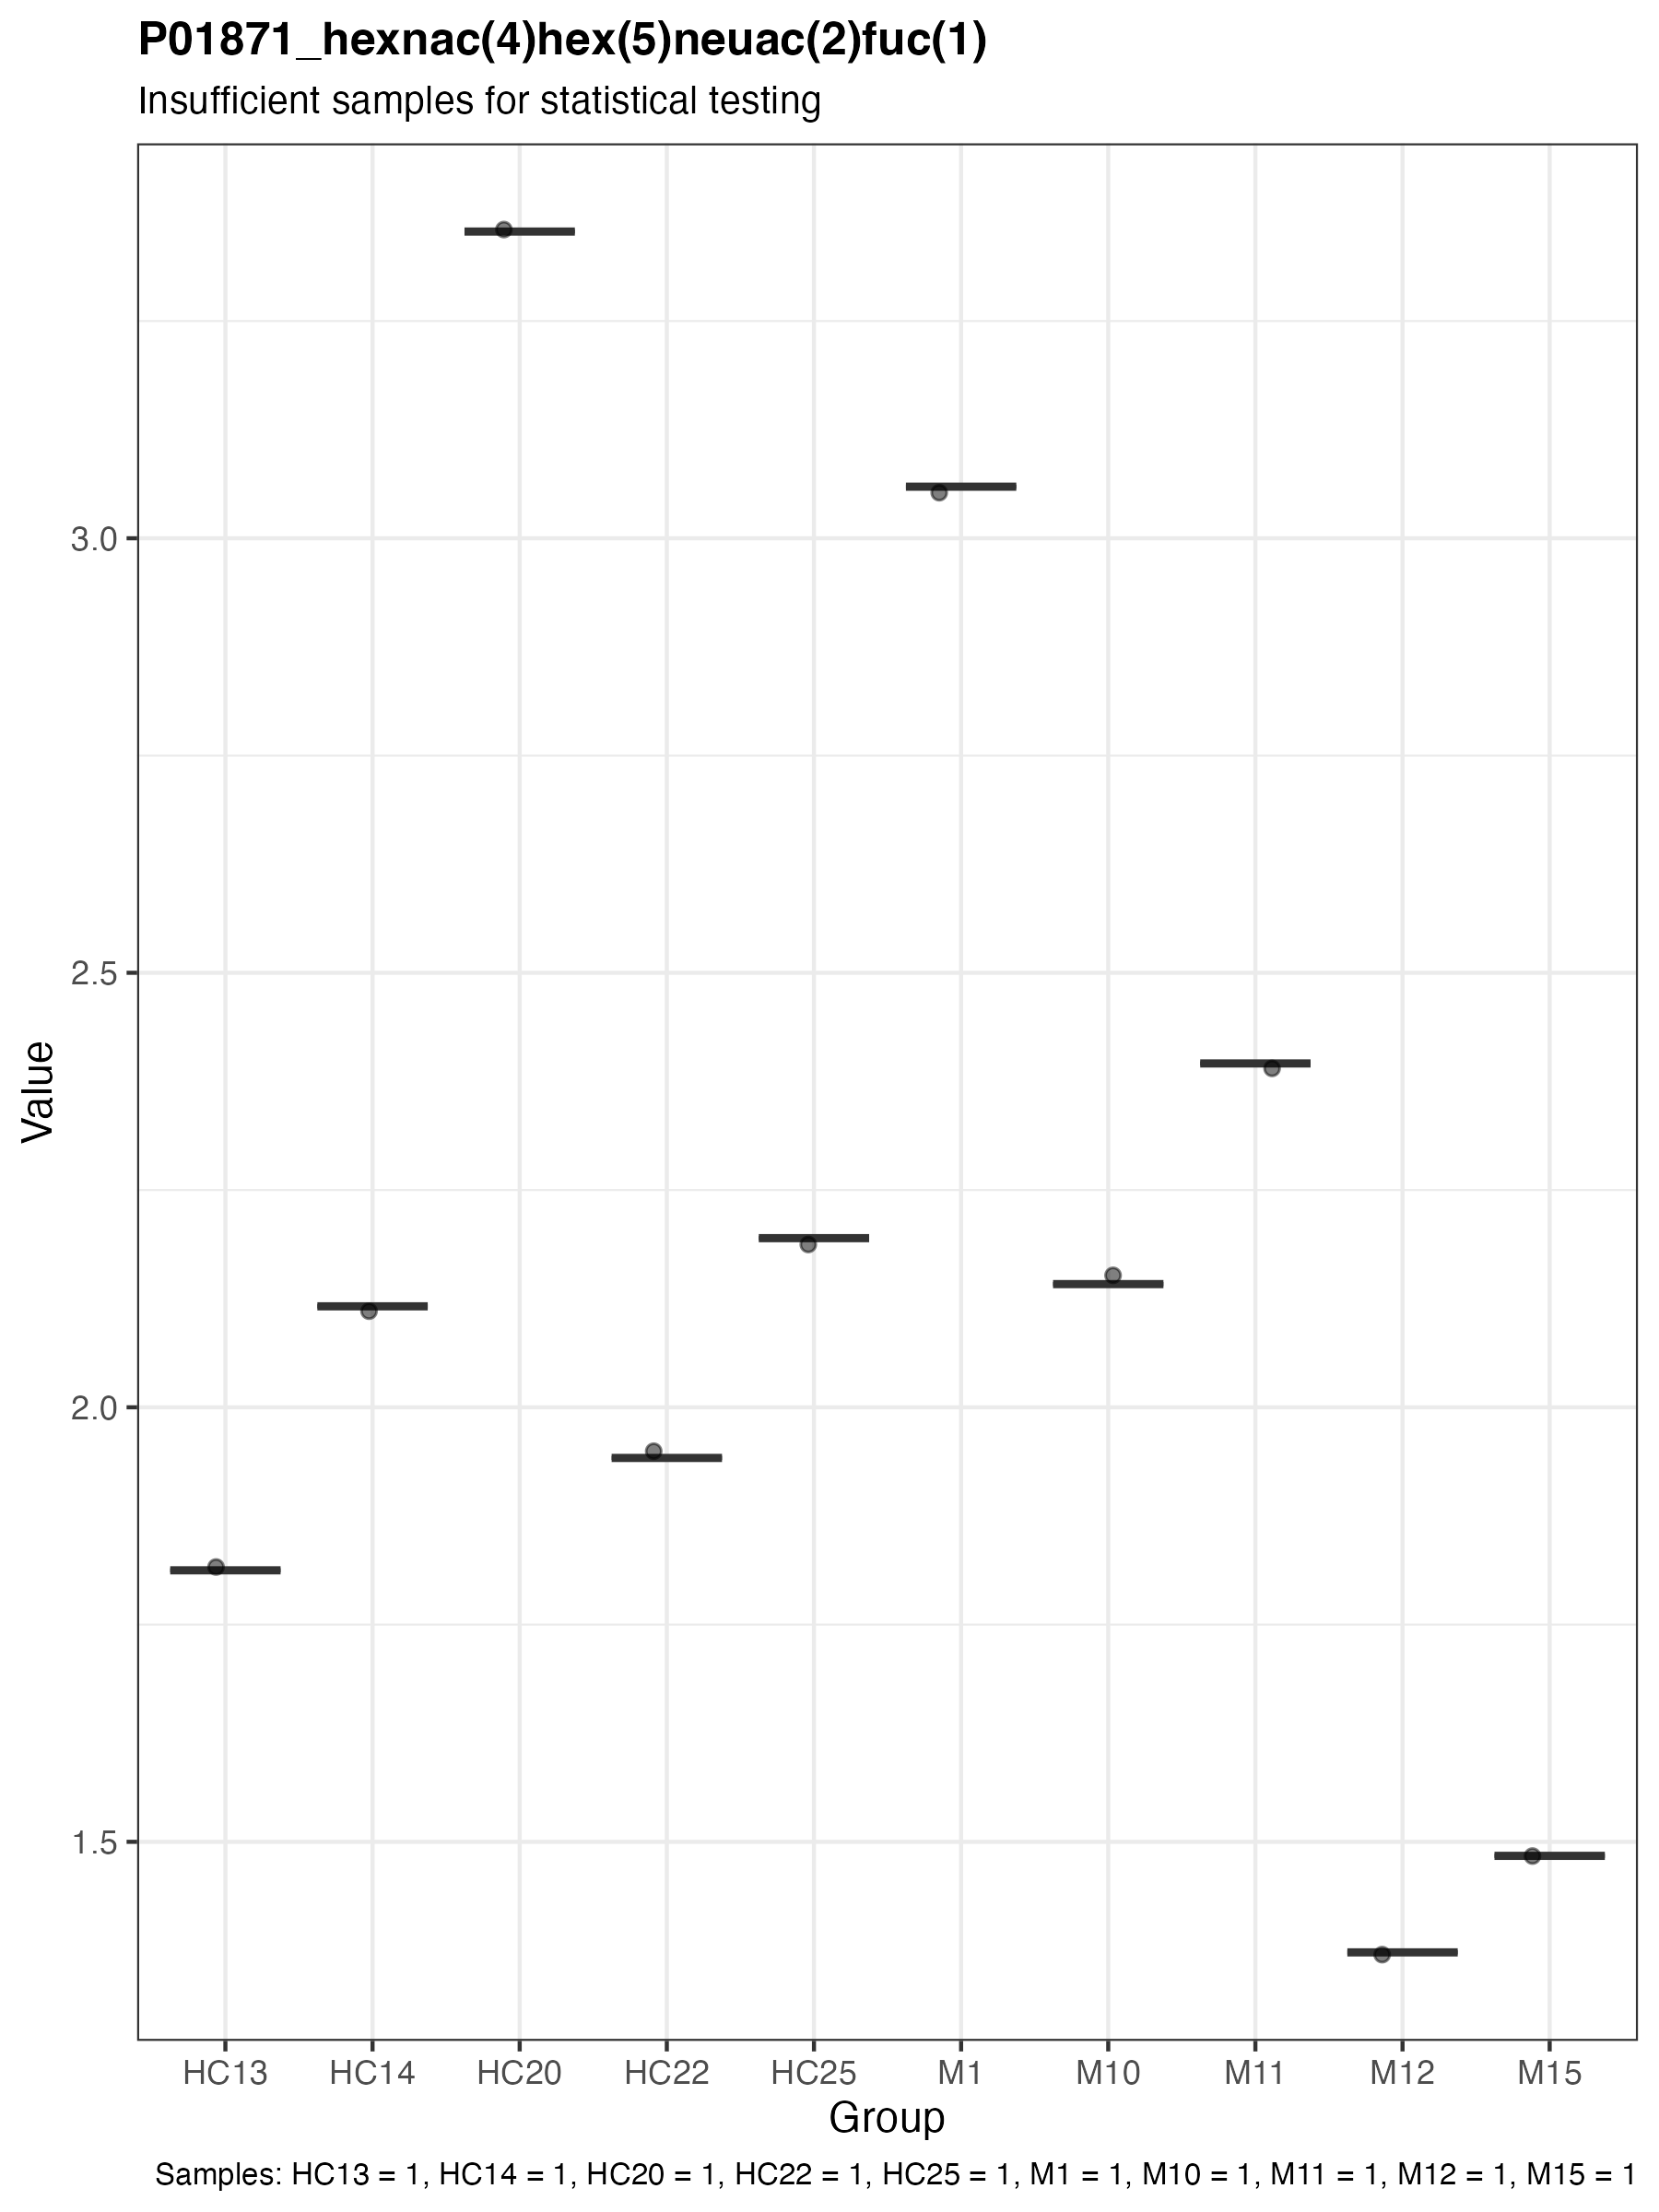 P01871_hexnac(4)hex(5)neuac(2)fuc(1)
Insufficient samples for statistical testing
Value
3.0
2.5
2.0
1.5
HC13 HC14 HC20 HC22 HC25 M1 M10 M11 M12 M15
Group
Samples: HC13 = 1, HC14 = 1, HC20 = 1, HC22 = 1, HC25 = 1, M1 = 1, M10 = 1, M11 = 1, M12 = 1, M15 = 1